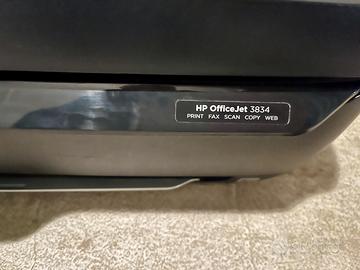 HP OfficeJet 3834
PRINT FAX SCAN COPY WEB